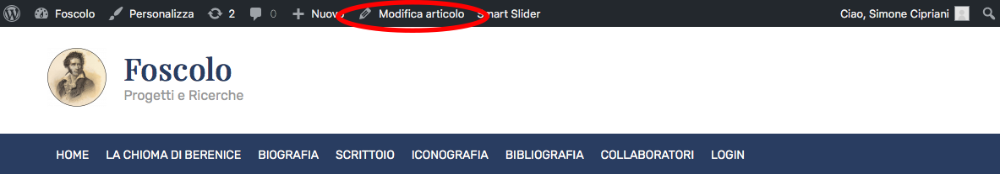 Foscolo Personalizza 2 0 Nuovo Modifica articolo Smart Slider Ciao, Simone Cipriani
Foscolo
Progetti e Ricerche
HOME LA CHIOMA DI BERENICE BIOGRAFIA SCRITTOIO ICONOGRAFIA BIBLIOGRAFIA COLLABORATORI LOGIN